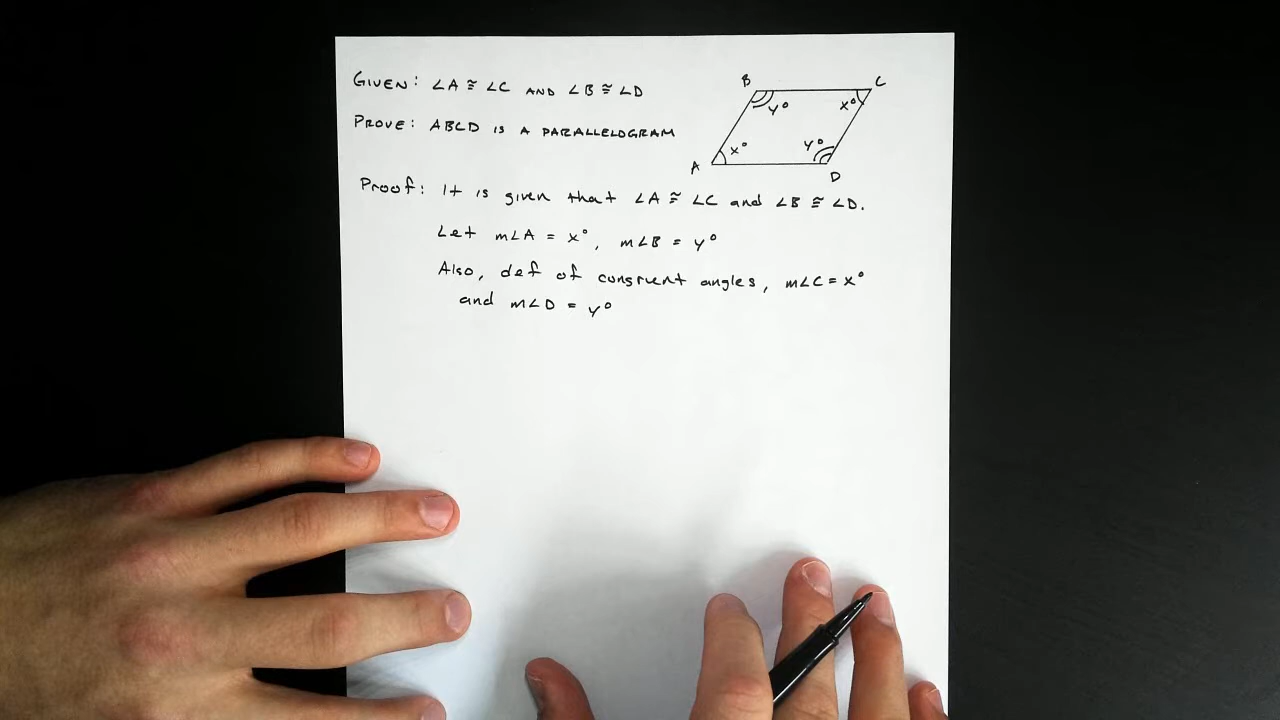 GIVEN: ∠A ≅ ∠C AND ∠B ≅ ∠D
PROVE: ABCD IS A PARALLELOGRAM
B C
y° x°
x° y°
A D
Proof: It is given that ∠A ≅ ∠C and ∠B ≅ ∠D.
Let m∠A = x°, m∠B = y°
Also, def of congruent angles, m∠C = x°
and m∠D = y°